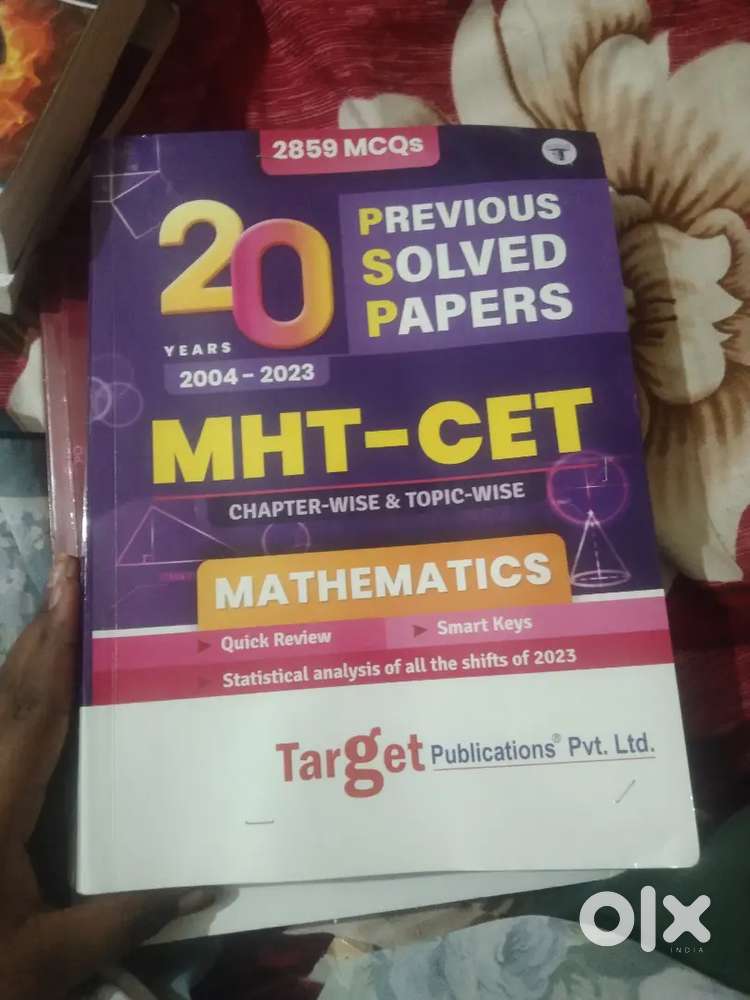 2859 MCQs
20
YEARS
2004 - 2023
PREVIOUS
SOLVED
PAPERS
MHT-CET
CHAPTER-WISE & TOPIC-WISE
MATHEMATICS
Quick Review
Smart Keys
Statistical analysis of all the shifts of 2023
Target Publications® Pvt. Ltd.
olx
INDIA